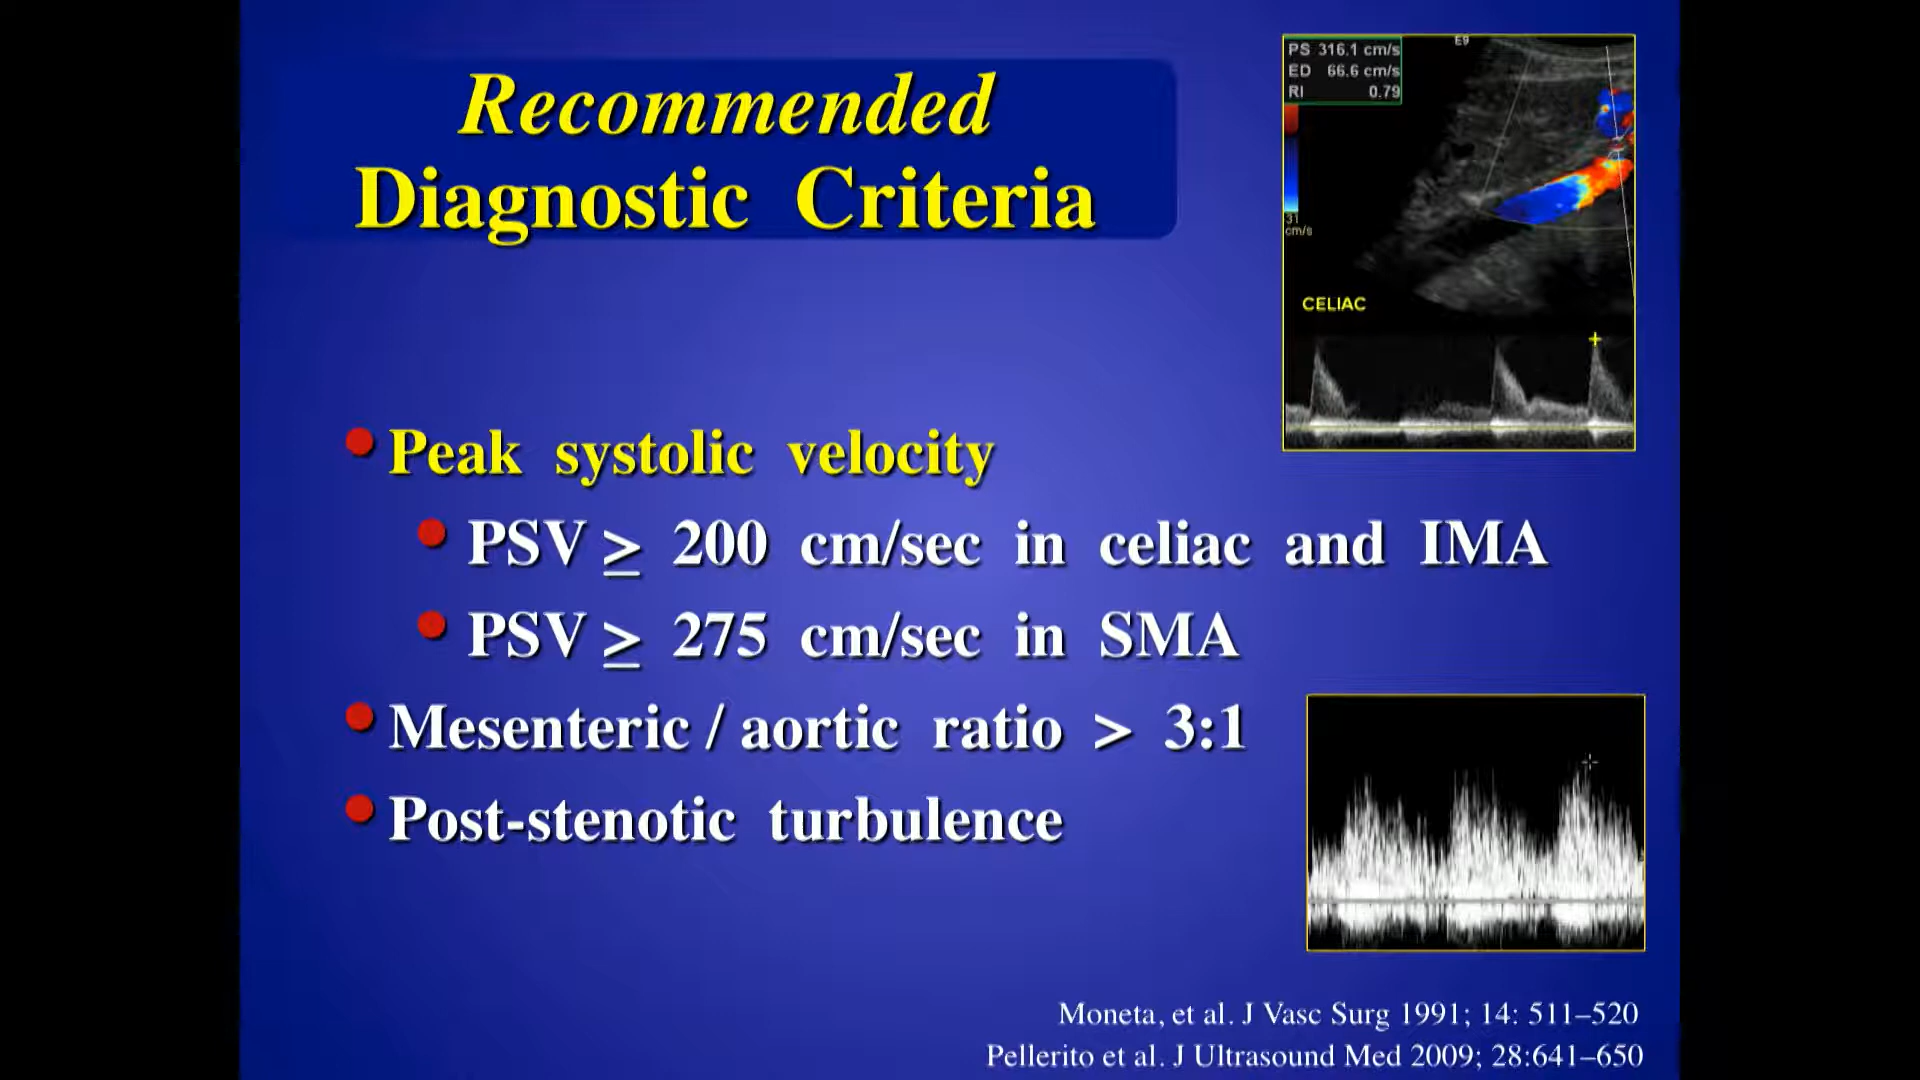 Recommended
Diagnostic Criteria
PS 316.1 cm/s
ED 66.6 cm/s
RI 0.79
E9
31
cm/s
CELIAC
Peak systolic velocity
PSV ≥ 200 cm/sec in celiac and IMA
PSV ≥ 275 cm/sec in SMA
Mesenteric / aortic ratio > 3:1
Post-stenotic turbulence
Moneta, et al. J Vasc Surg 1991; 14: 511–520
Pellerito et al. J Ultrasound Med 2009; 28:641–650